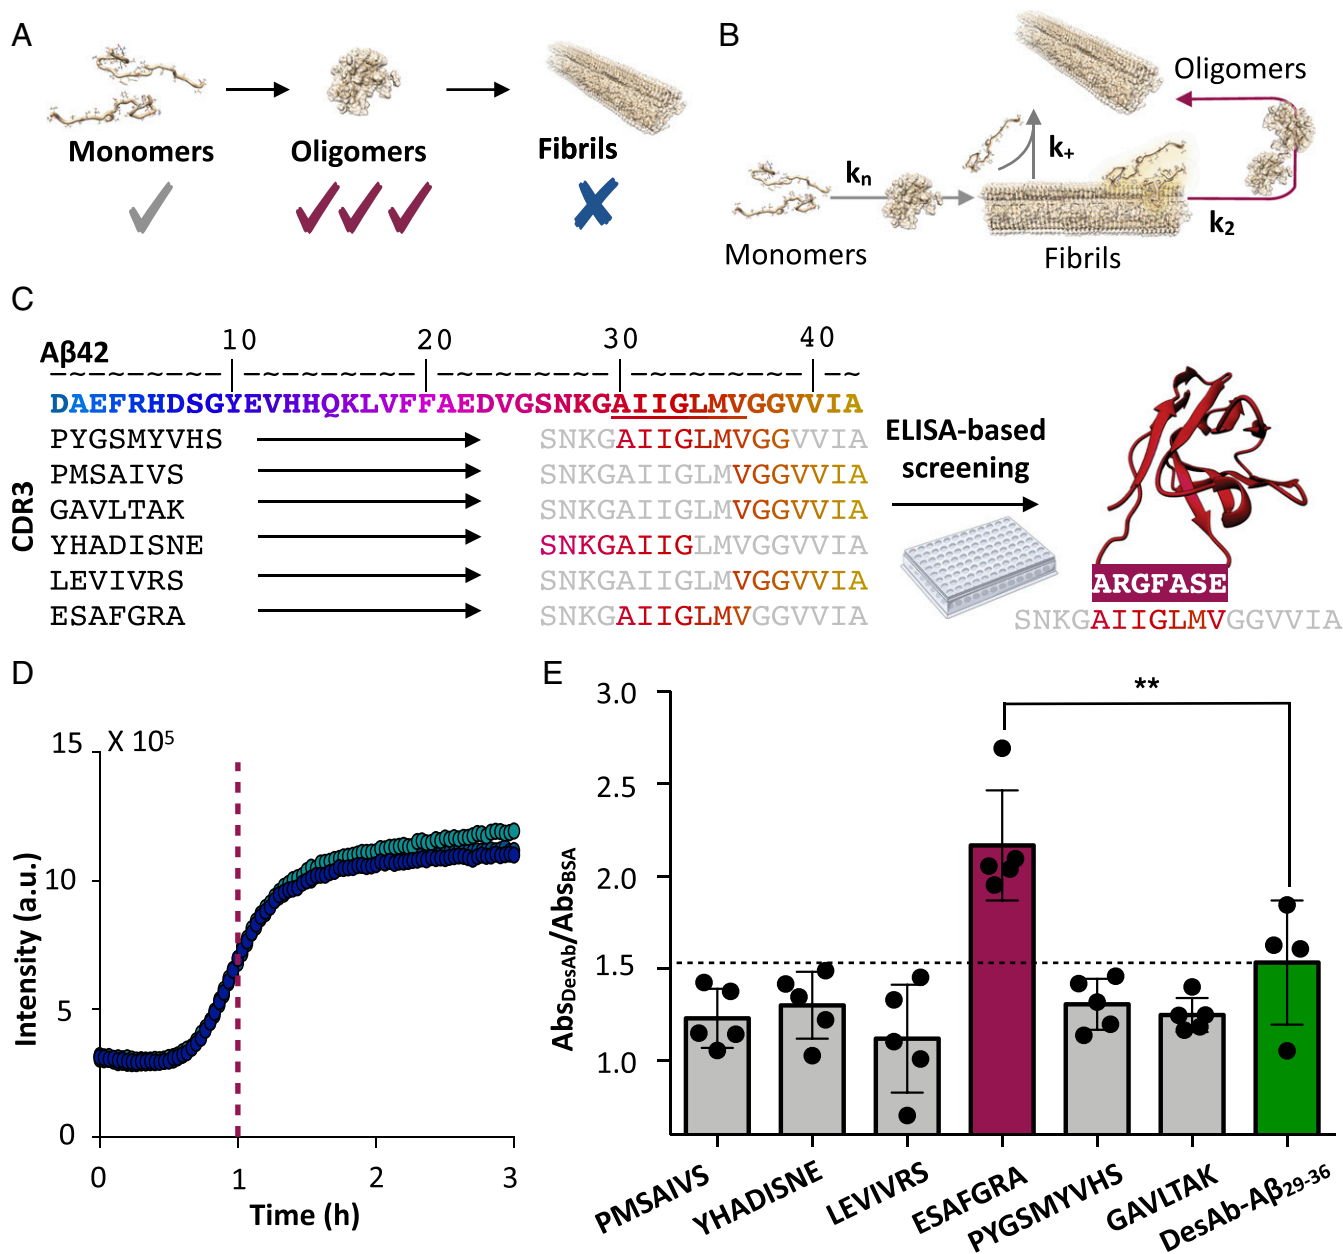 A
Monomers
Oligomers
Fibrils
B
Oligomers
k+
kn
k2
Monomers
Fibrils
C
Aβ42
10 20 30 40
DAEFRHDSGYEVHHQKLVFFAEDVGSNKGAIIGLMVGGVVIA
CDR3
PYGSMYVHS SNKGAIIGLMVGGVVIA
PMSAIVS SNKGAIIGLMVGGVVIA
GAVLTAK SNKGAIIGLMVGGVVIA
YHADISNE SNKGAIIGLMVGGVVIA
LEVIVRS SNKGAIIGLMVGGVVIA
ESAFGRA SNKGAIIGLMVGGVVIA
ELISA-based
screening
ARGFASE
SNKGAIIGLMVGGVVIA
D
X 10⁵
15
10
5
0
0 1 2 3
Intensity (a.u.)
Time (h)
E
**
3.0
2.5
2.0
1.5
1.0
AbsDesAb/AbsBSA
PMSAIVS
YHADISNE
LEVIVRS
ESAFGRA
PYGSMYVHS
GAVLTAK
DesAb-Aβ29-36